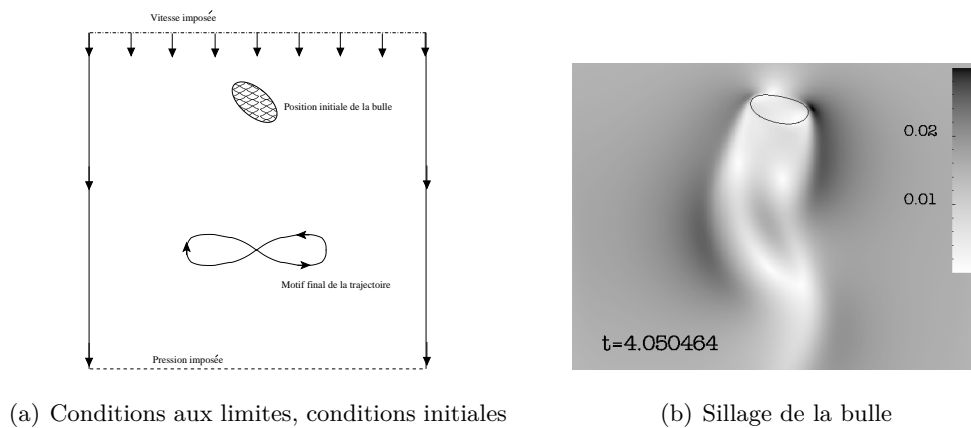 Vitesse imposée
Position initiale de la bulle
Motif final de la trajectoire
Pression imposée
0.02
0.01
t=4.050464
(a) Conditions aux limites, conditions initiales
(b) Sillage de la bulle